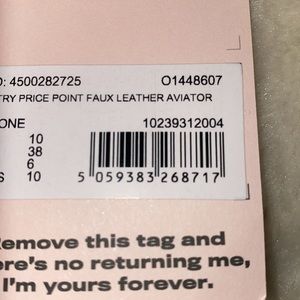 D: 4500282725 O1448607
TRY PRICE POINT FAUX LEATHER AVIATOR
ONE 10239312004
10
38
6
S 10
5 059383 268717
Remove this tag and
ere's no returning me,
I'm yours forever.